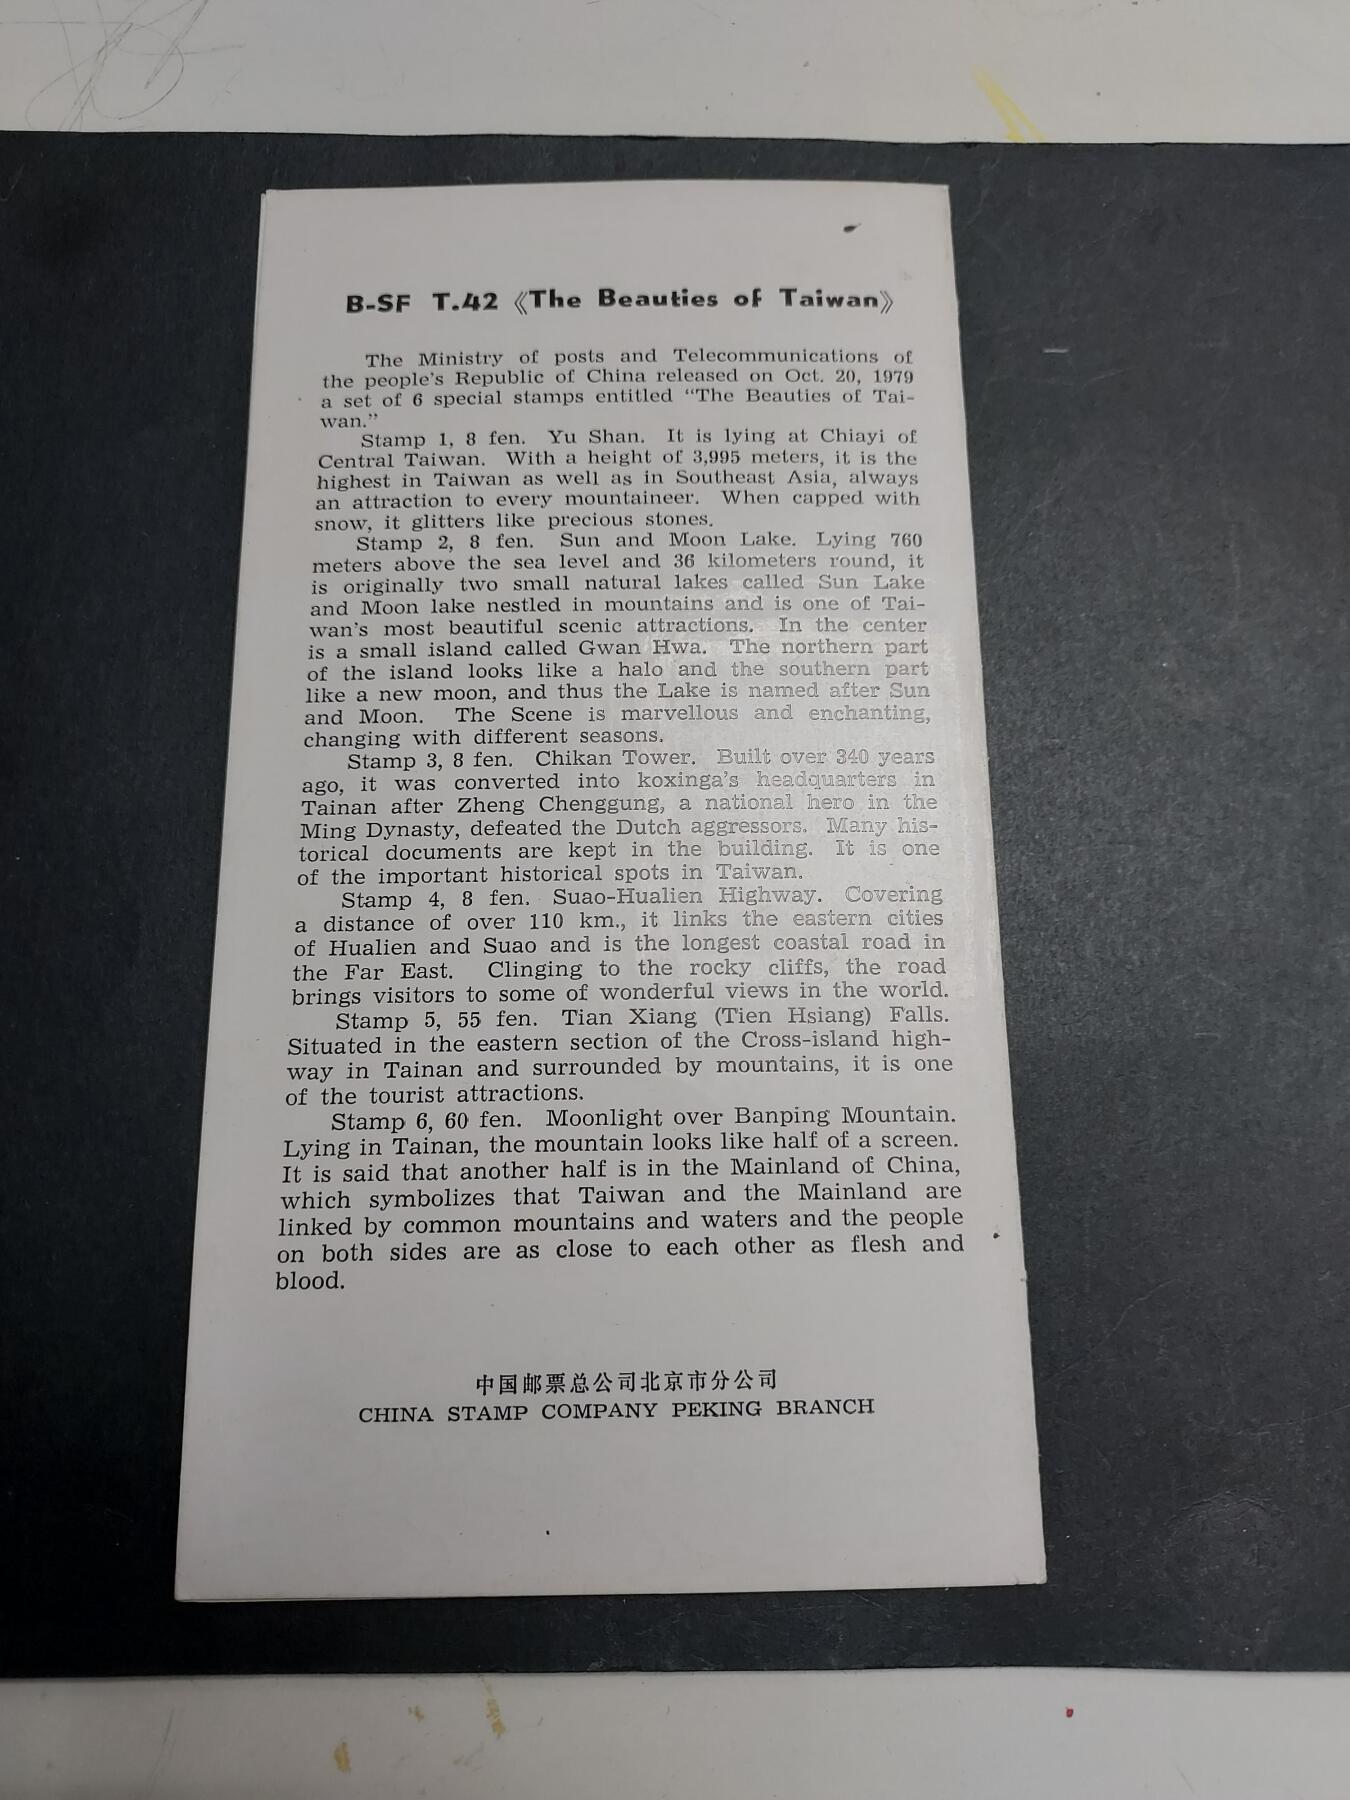 B-SF T.42 《The Beauties of Taiwan》
The Ministry of posts and Telecommunications of
the people's Republic of China released on Oct. 20, 1979
a set of 6 special stamps entitled "The Beauties of Tai-
wan."
Stamp 1, 8 fen. Yu Shan. It is lying at Chiayi of
Central Taiwan. With a height of 3,995 meters, it is the
highest in Taiwan as well as in Southeast Asia, always
an attraction to every mountaineer. When capped with
snow, it glitters like precious stones.
Stamp 2, 8 fen. Sun and Moon Lake. Lying 760
meters above the sea level and 36 kilometers round, it
is originally two small natural lakes called Sun Lake
and Moon lake nestled in mountains and is one of Tai-
wan's most beautiful scenic attractions. In the center
is a small island called Gwan Hwa. The northern part
of the island looks like a halo and the southern part
like a new moon, and thus the Lake is named after Sun
and Moon. The Scene is marvellous and enchanting,
changing with different seasons.
Stamp 3, 8 fen. Chikan Tower. Built over 340 years
ago, it was converted into koxinga's headquarters in
Tainan after Zheng Chenggung, a national hero in the
Ming Dynasty, defeated the Dutch aggressors. Many his-
torical documents are kept in the building. It is one
of the important historical spots in Taiwan.
Stamp 4, 8 fen. Suao-Hualien Highway. Covering
a distance of over 110 km., it links the eastern cities
of Hualien and Suao and is the longest coastal road in
the Far East. Clinging to the rocky cliffs, the road
brings visitors to some of wonderful views in the world.
Stamp 5, 55 fen. Tian Xiang (Tien Hsiang) Falls.
Situated in the eastern section of the Cross-island high-
way in Tainan and surrounded by mountains, it is one
of the tourist attractions.
Stamp 6, 60 fen. Moonlight over Banping Mountain.
Lying in Tainan, the mountain looks like half of a screen.
It is said that another half is in the Mainland of China,
which symbolizes that Taiwan and the Mainland are
linked by common mountains and waters and the people
on both sides are as close to each other as flesh and
blood.
中国邮票总公司北京市分公司
CHINA STAMP COMPANY PEKING BRANCH